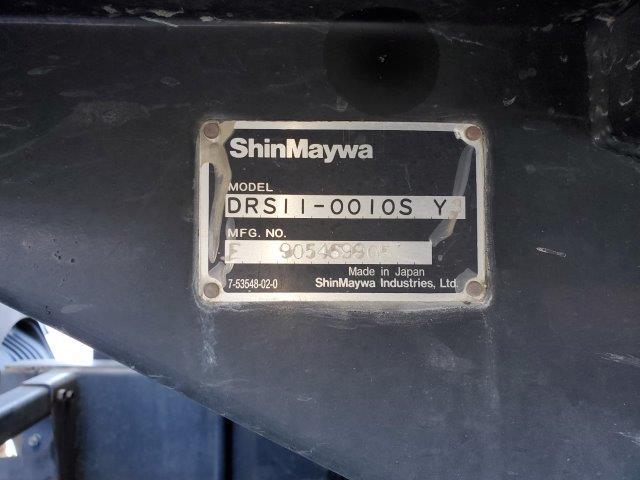 ShinMaywa
MODEL
DRS11-0010S Y
MFG. NO.
Made in Japan
7-53548-02-0 ShinMaywa Industries, Ltd.